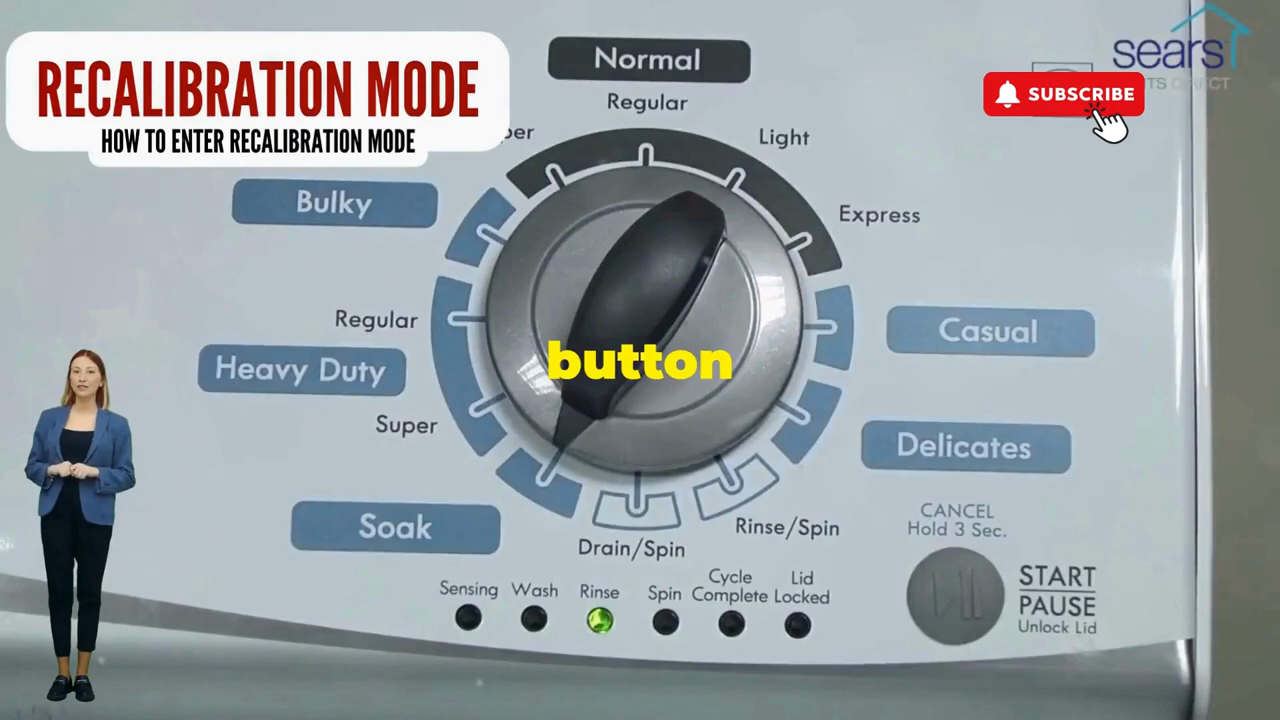 RECALIBRATION MODE
HOW TO ENTER RECALIBRATION MODE
sears
SUBSCRIBE
Normal
Regular
Light
Express
Bulky
Regular
Heavy Duty
Super
Soak
button
Casual
Delicates
Rinse/Spin
Drain/Spin
CANCEL
Hold 3 Sec.
START
PAUSE
Unlock Lid
Sensing
Wash
Rinse
Spin
Cycle
Complete
Lid
Locked